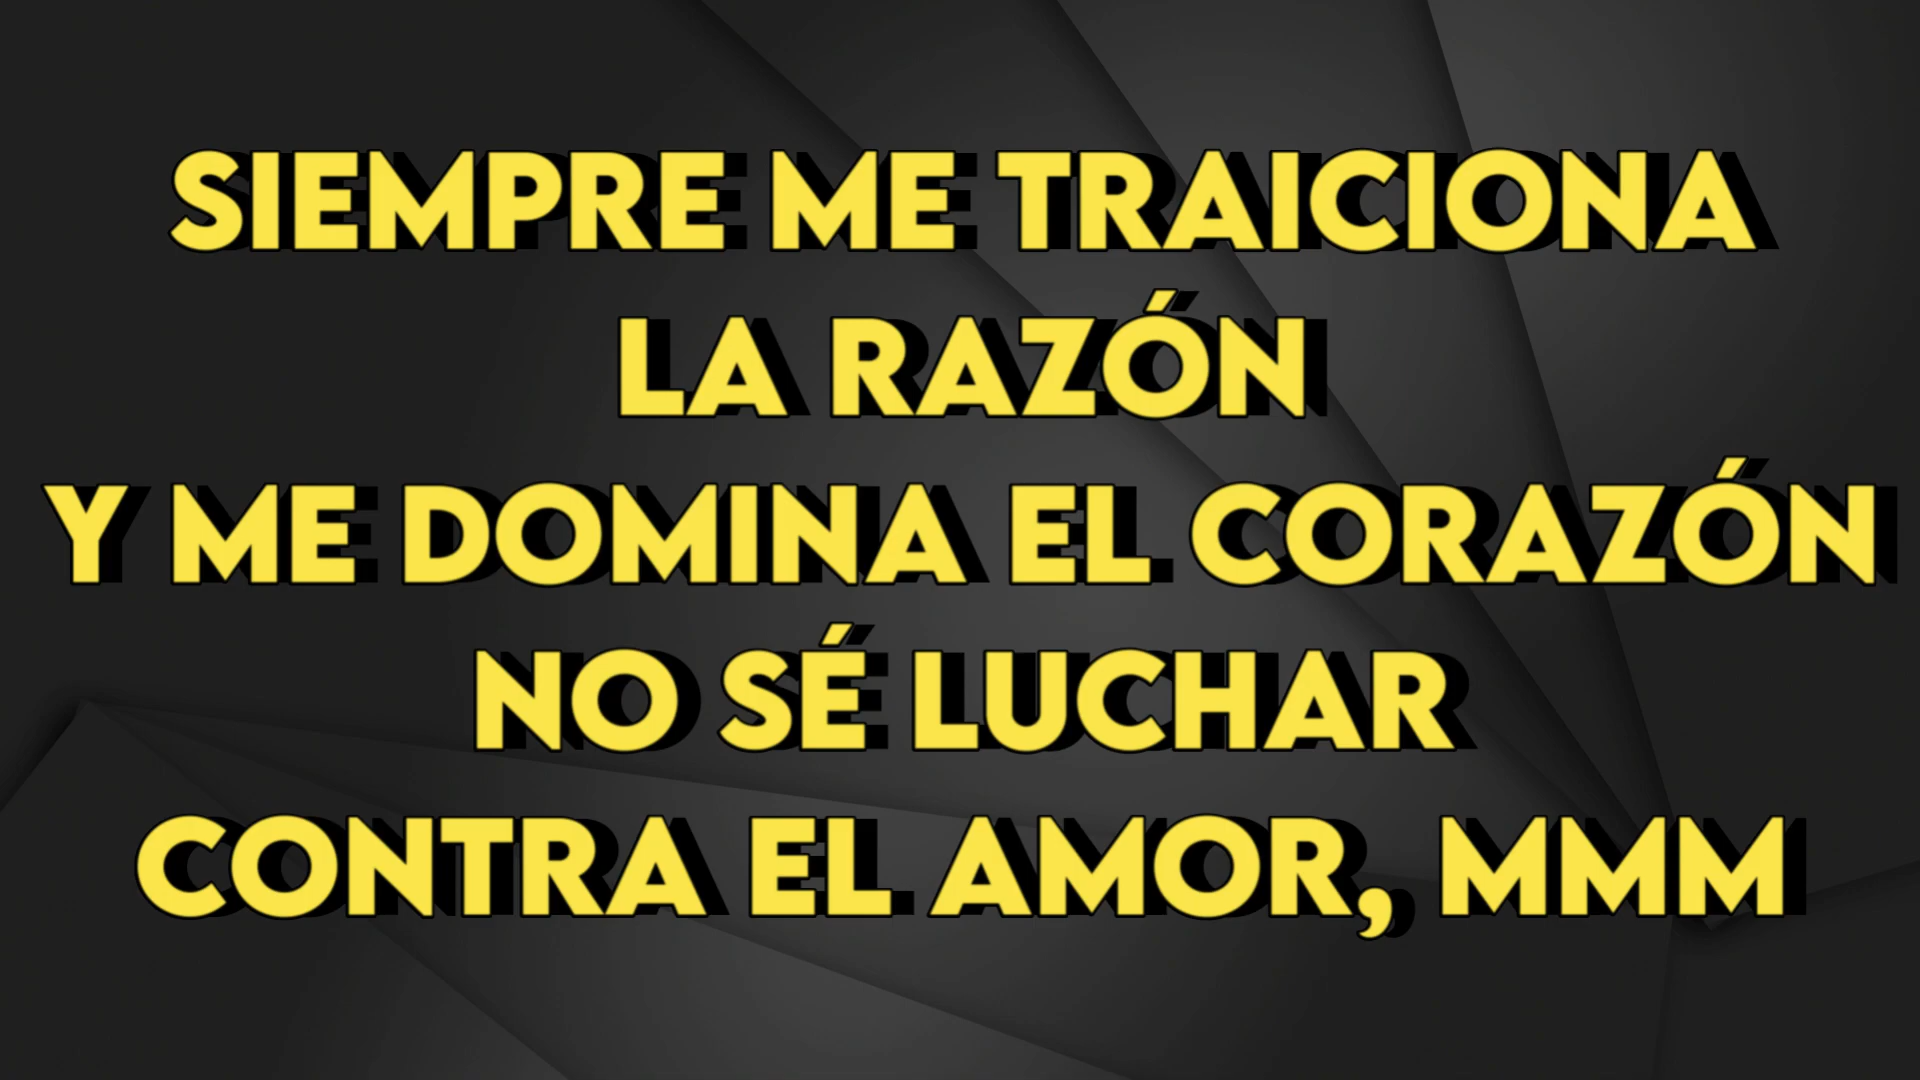 SIEMPRE ME TRAICIONA
LA RAZÓN
Y ME DOMINA EL CORAZÓN
NO SÉ LUCHAR
CONTRA EL AMOR, MMM